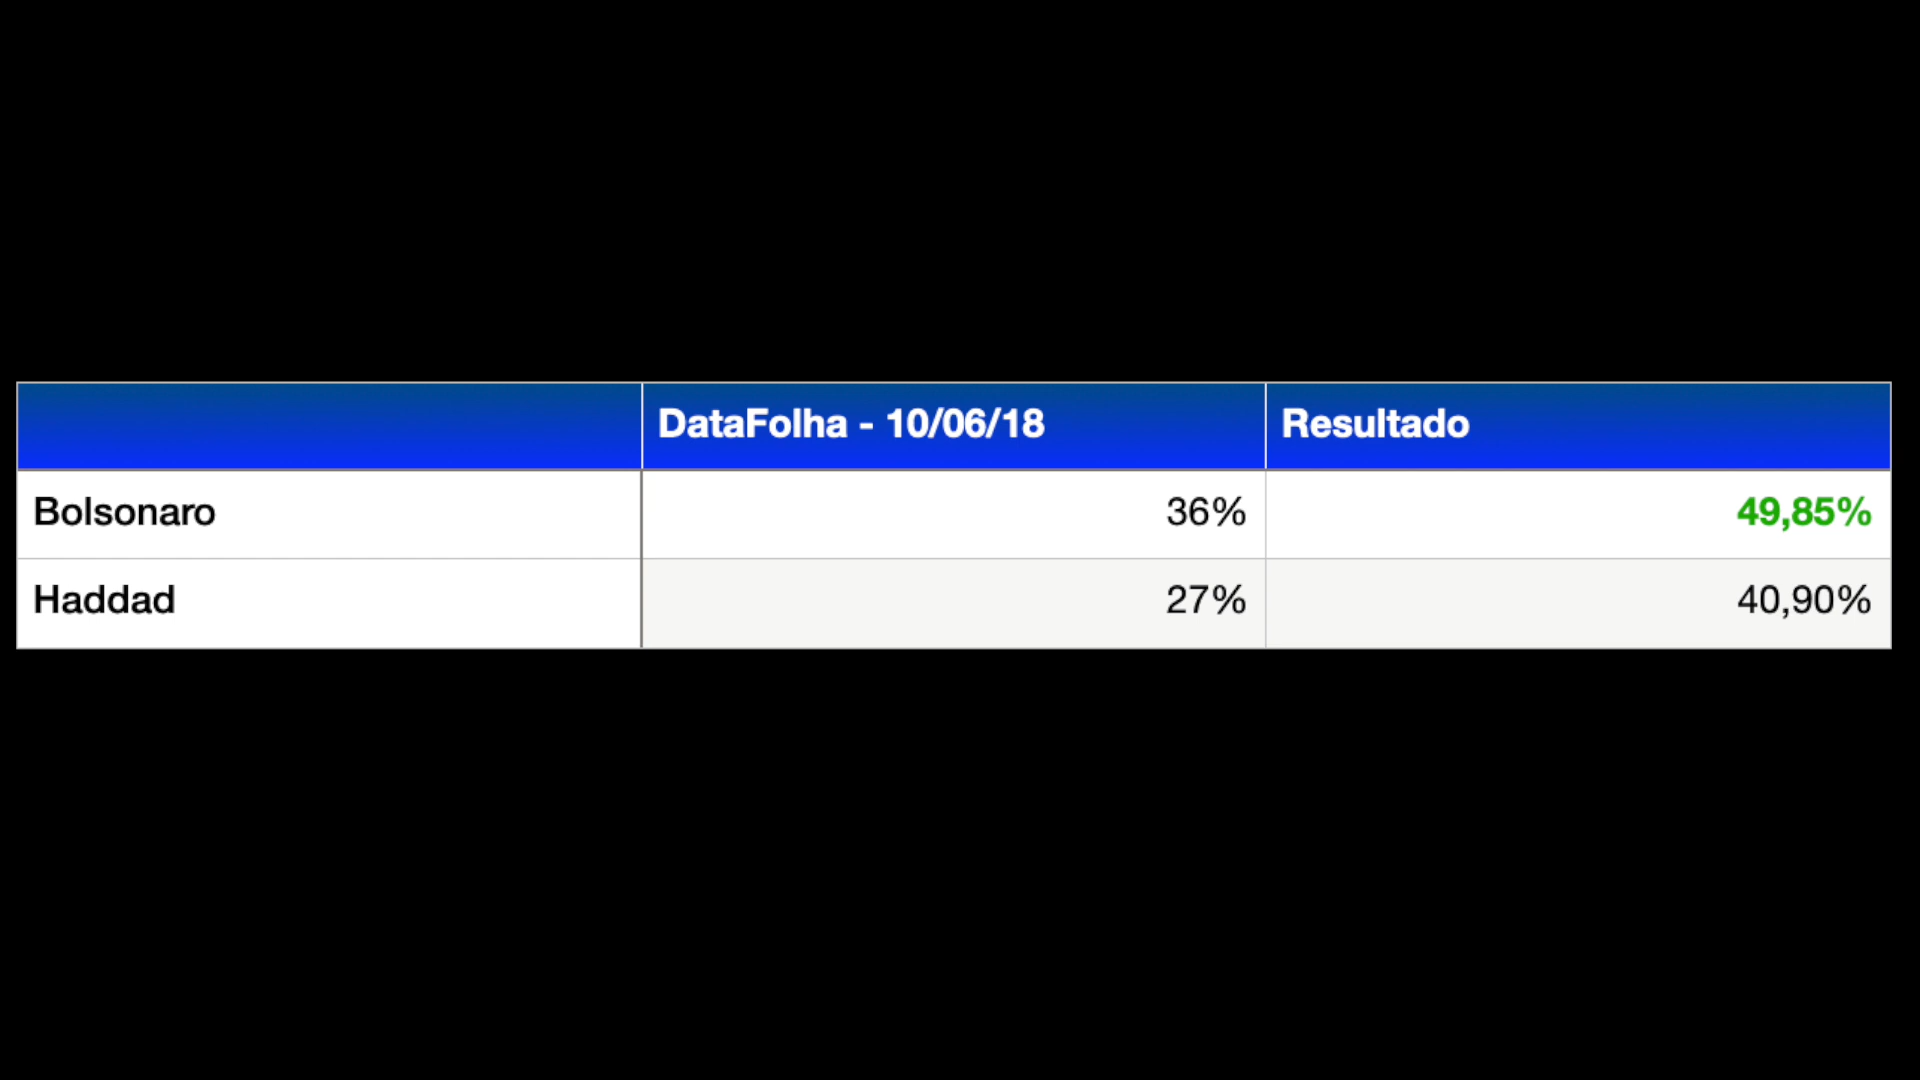 DataFolha - 10/06/18 Resultado
Bolsonaro 36% 49,85%
Haddad 27% 40,90%